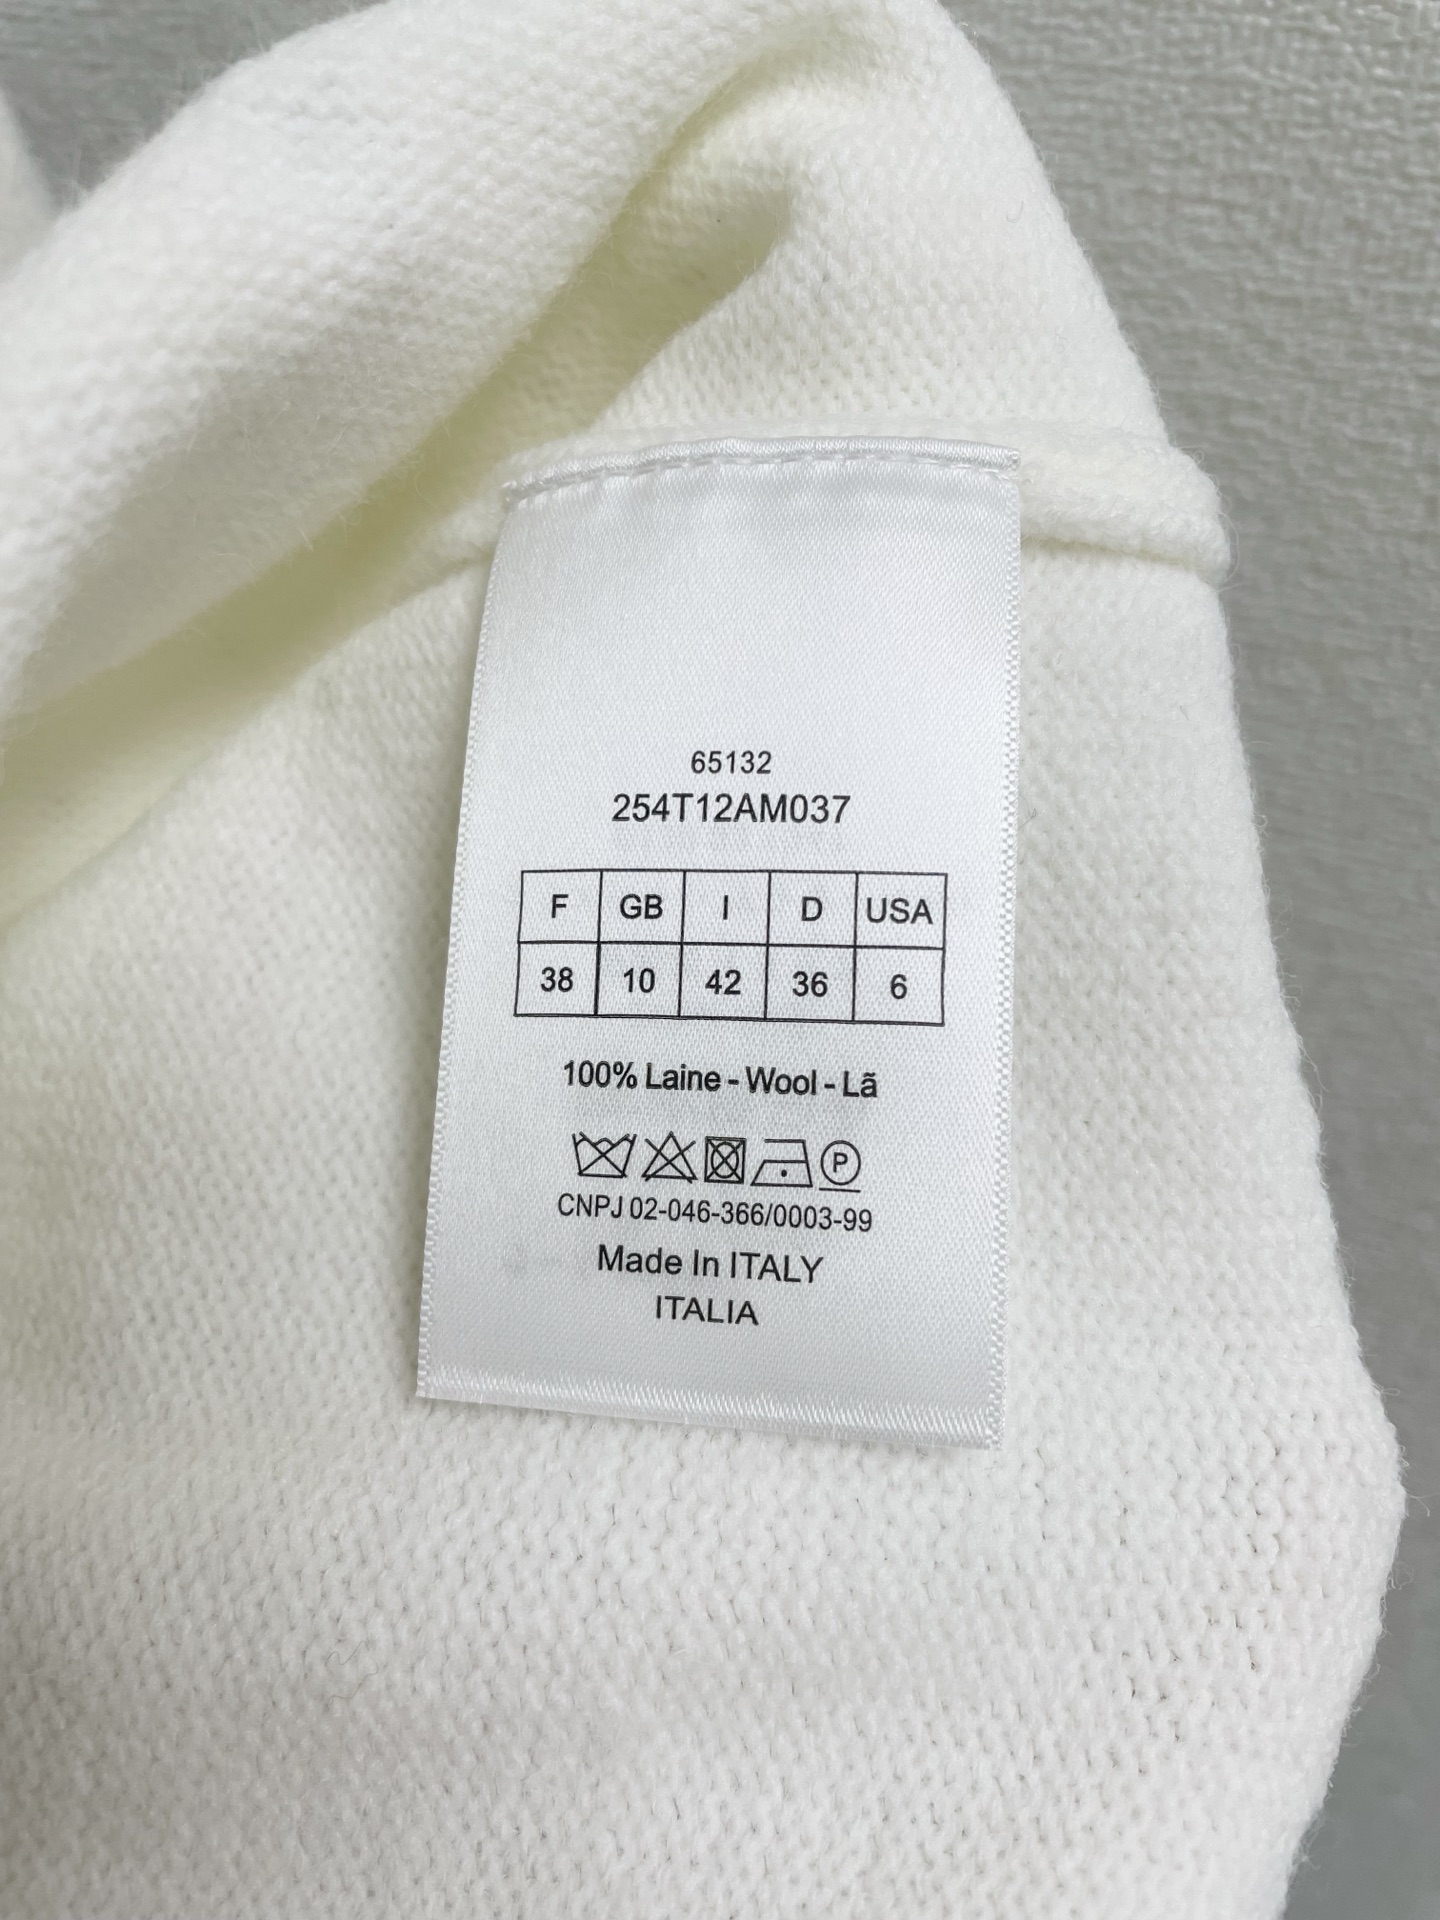 65132
254T12AM037
F GB I D USA
38 10 42 36 6
100% Laine - Wool - Lã
P
CNPJ 02-046-366/0003-99
Made In ITALY
ITALIA